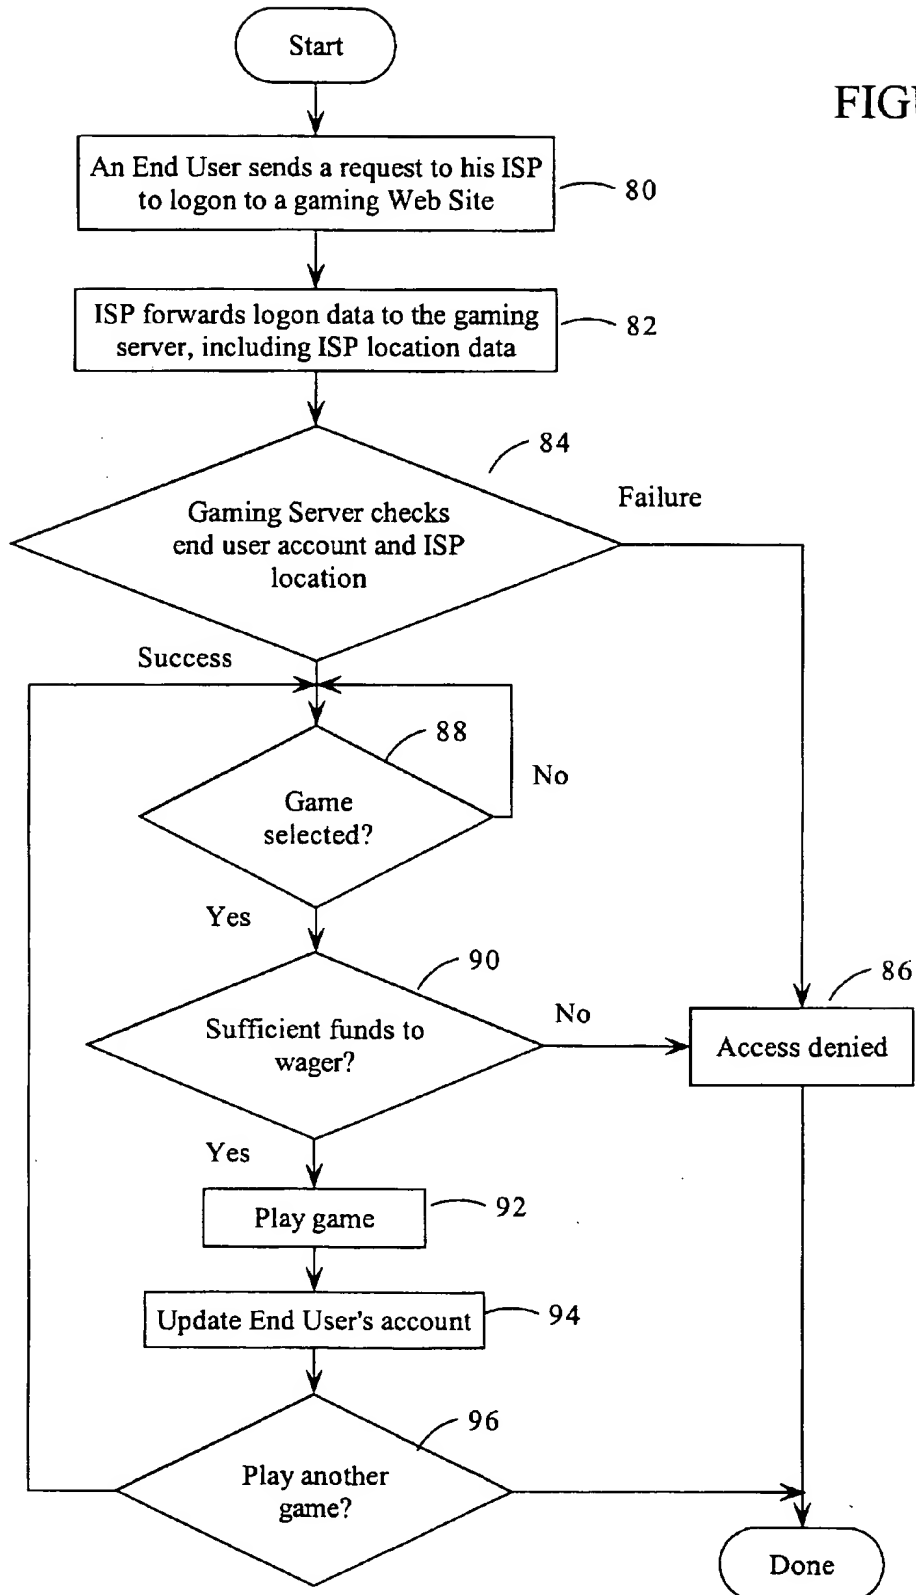 Start
FIGU
An End User sends a request to his ISP
to logon to a gaming Web Site
80
ISP forwards logon data to the gaming
server, including ISP location data
82
84
Failure
Gaming Server checks
end user account and ISP
location
Success
88
No
Game
selected?
Yes
90
86
No
Sufficient funds to
wager?
Access denied
Yes
92
Play game
94
Update End User's account
96
Play another
game?
Done